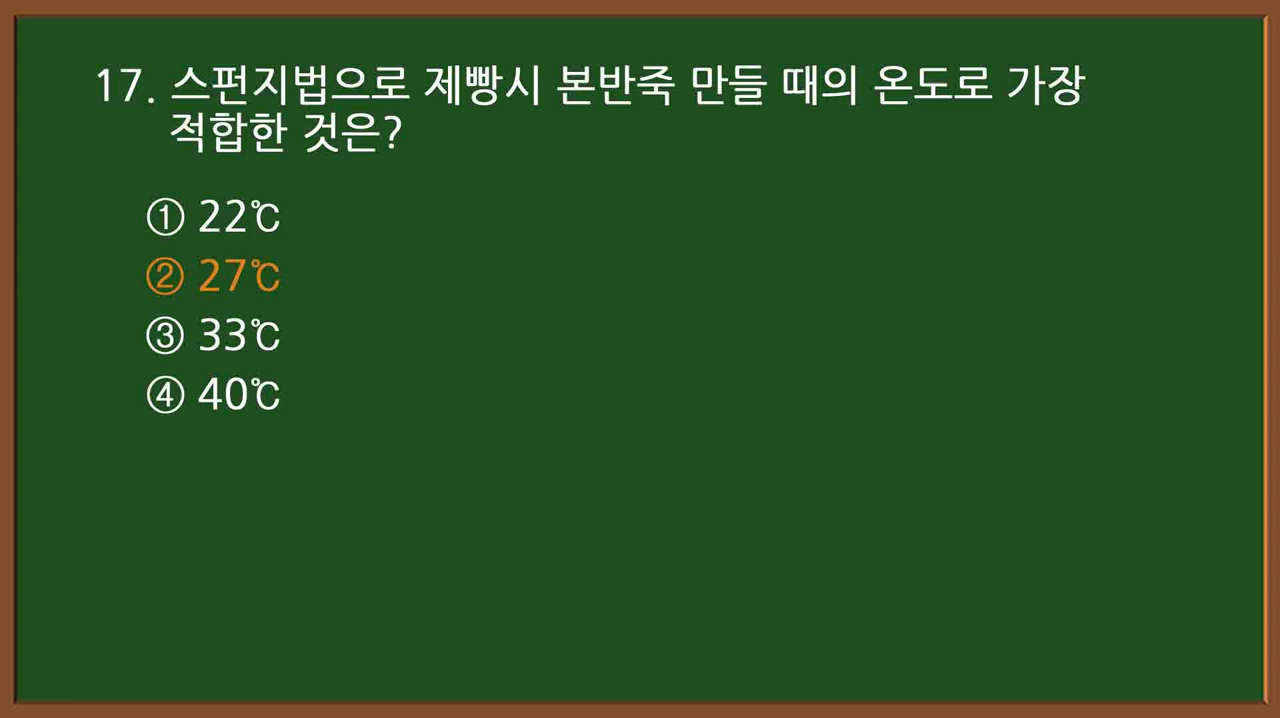 17. 스펀지법으로 제빵시 본반죽 만들 때의 온도로 가장
적합한 것은?
① 22℃
② 27℃
③ 33℃
④ 40℃